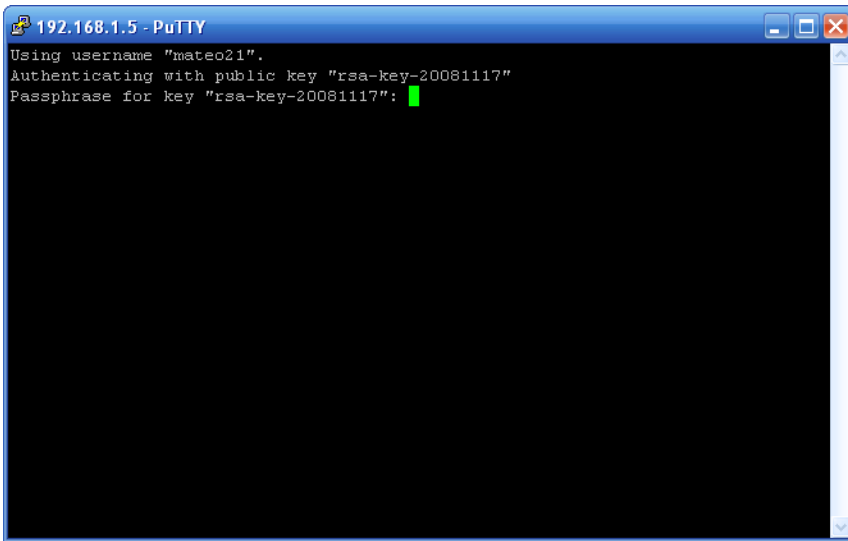 192.168.1.5 - PuTTY
Using username "mateo21".
Authenticating with public key "rsa-key-20081117"
Passphrase for key "rsa-key-20081117":